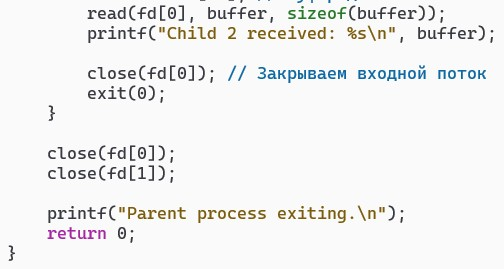 read(fd[0], buffer, sizeof(buffer));
printf("Child 2 received: %s\n", buffer);
close(fd[0]); // Закрываем входной поток
exit(0);
}
close(fd[0]);
close(fd[1]);
printf("Parent process exiting.\n");
return 0;
}